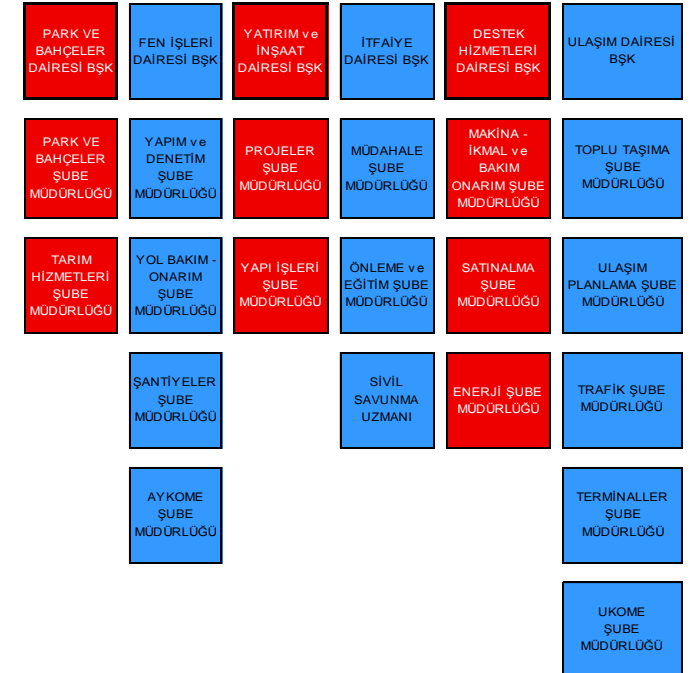 PARK VE
BAHÇELER
DAİRESİ BŞK
FEN İŞLERİ
DAİRESİ BŞK
YATIRIM ve
İNŞAAT
DAİRESİ BŞK
İTFAİYE
DAİRESİ BŞK
DESTEK
HİZMETLERİ
DAİRESİ BŞK
ULAŞIM DAİRESİ
BŞK
PARK VE
BAHÇELER
ŞUBE
MÜDÜRLÜĞÜ
YAPIM ve
DENETİM
ŞUBE
MÜDÜRLÜĞÜ
PROJELER
ŞUBE
MÜDÜRLÜĞÜ
MÜDAHALE
ŞUBE
MÜDÜRLÜĞÜ
MAKİNA -
İKMAL ve
BAKIM
ONARIM ŞUBE
MÜDÜRLÜĞÜ
TOPLU TAŞIMA
ŞUBE
MÜDÜRLÜĞÜ
TARIM
HİZMETLERİ
ŞUBE
MÜDÜRLÜĞÜ
YOL BAKIM -
ONARIM
ŞUBE
MÜDÜRLÜĞÜ
YAPI İŞLERİ
ŞUBE
MÜDÜRLÜĞÜ
ÖNLEME ve
EĞİTİM ŞUBE
MÜDÜRLÜĞÜ
SATINALMA
ŞUBE
MÜDÜRLÜĞÜ
ULAŞIM
PLANLAMA ŞUBE
MÜDÜRLÜĞÜ
ŞANTİYELER
ŞUBE
MÜDÜRLÜĞÜ
SİVİL
SAVUNMA
UZMANI
ENERJİ ŞUBE
MÜDÜRLÜĞÜ
TRAFİK ŞUBE
MÜDÜRLÜĞÜ
AYKOME
ŞUBE
MÜDÜRLÜĞÜ
TERMİNALLER
ŞUBE
MÜDÜRLÜĞÜ
UKOME
ŞUBE
MÜDÜRLÜĞÜ